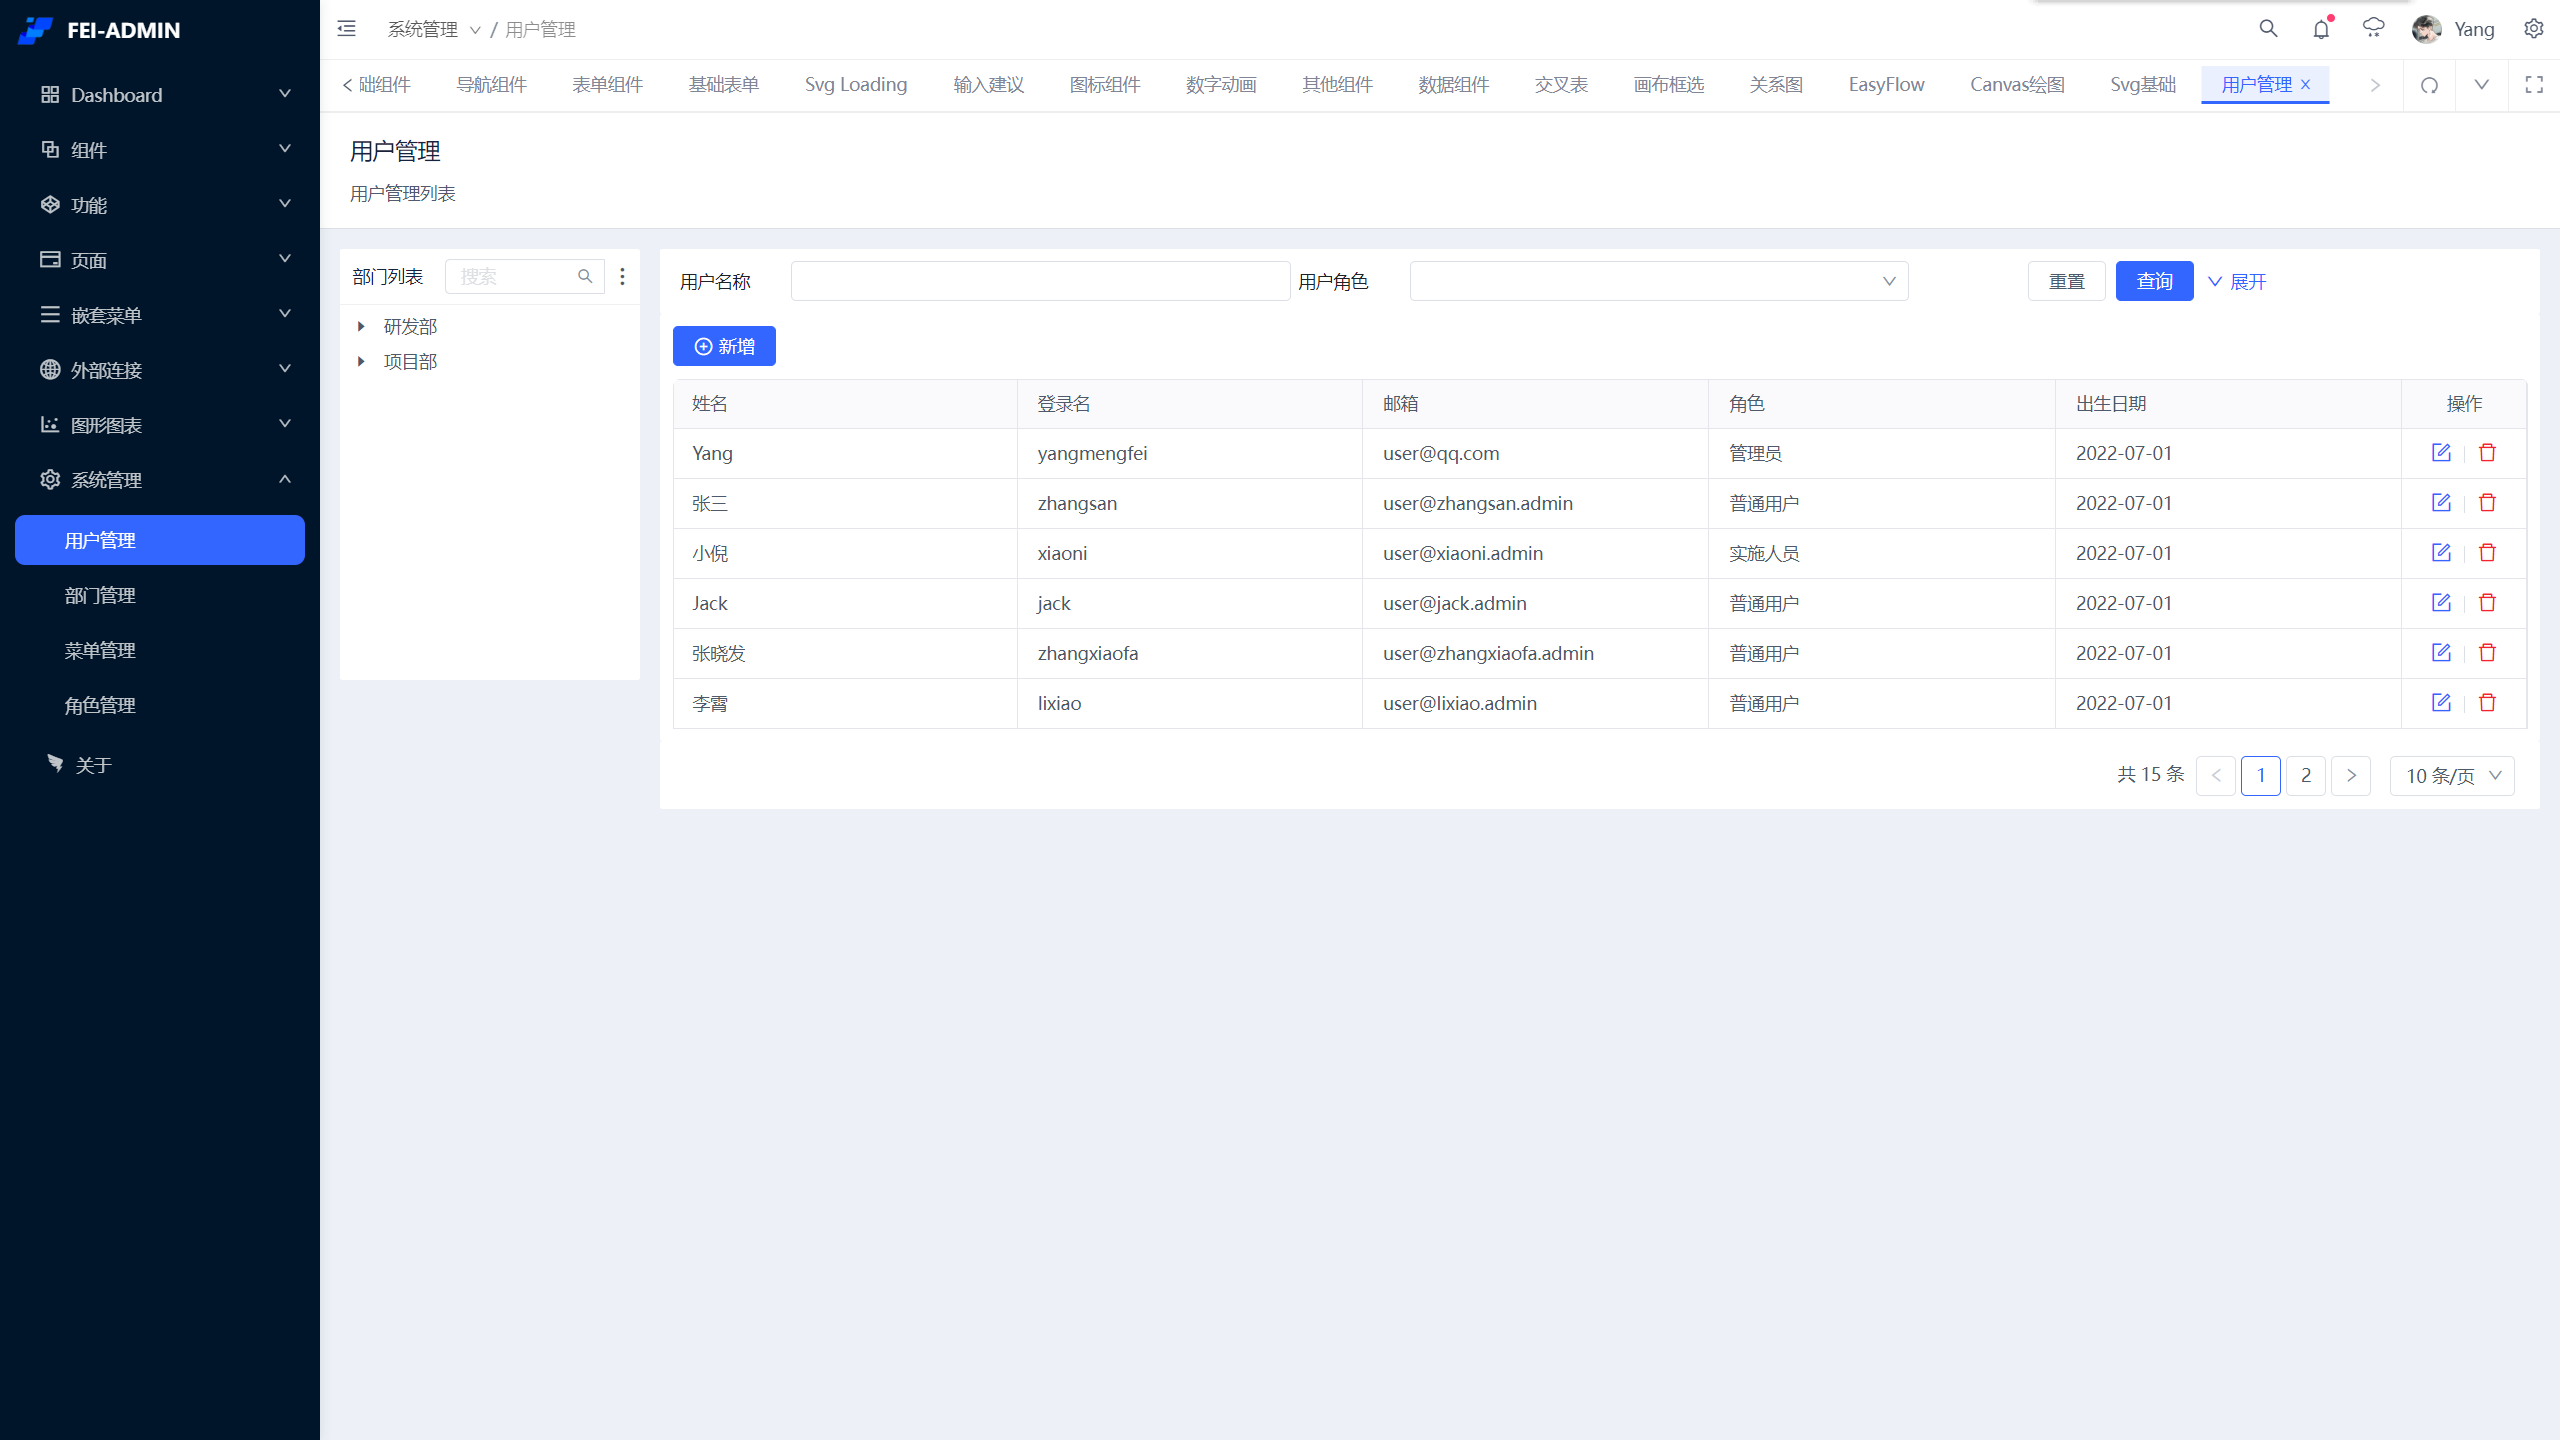 FEI-ADMIN
Dashboard
组件
功能
页面
嵌套菜单
外部连接
图形图表
系统管理
用户管理
部门管理
菜单管理
角色管理
关于
系统管理 / 用户管理
Yang
础组件 导航组件 表单组件 基础表单 Svg Loading 输入建议 图标组件 数字动画 其他组件 数据组件 交叉表 画布框选 关系图 EasyFlow Canvas绘图 Svg基础 用户管理
用户管理
用户管理列表
部门列表 搜索
研发部
项目部
用户名称 用户角色 重置 查询 展开
新增
姓名 登录名 邮箱 角色 出生日期 操作
Yang yangmengfei user@qq.com 管理员 2022-07-01
张三 zhangsan user@zhangsan.admin 普通用户 2022-07-01
小倪 xiaoni user@xiaoni.admin 实施人员 2022-07-01
Jack jack user@jack.admin 普通用户 2022-07-01
张晓发 zhangxiaofa user@zhangxiaofa.admin 普通用户 2022-07-01
李霄 lixiao user@lixiao.admin 普通用户 2022-07-01
共 15 条 1 2 10 条/页